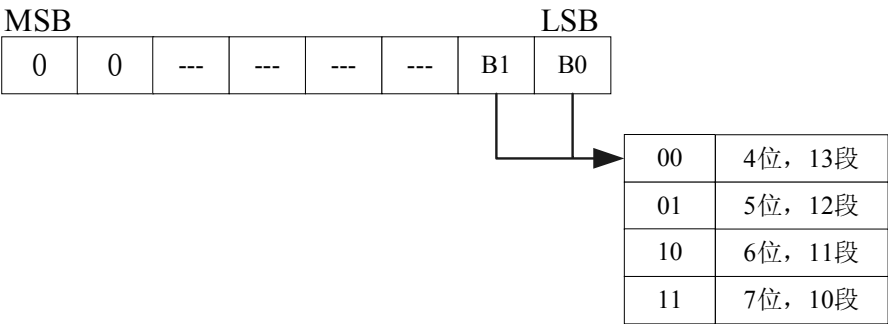 MSB LSB
0 0 --- --- --- --- B1 B0
00 4位，13段
01 5位，12段
10 6位，11段
11 7位，10段